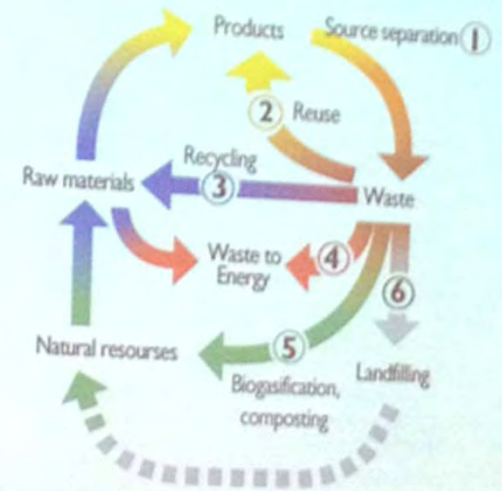 Products
Source separation 1
2 Reuse
Recycling
3
Raw materials
Waste
Waste to
Energy
4
6
Natural resourses
5
Landfilling
Biogasification,
composting